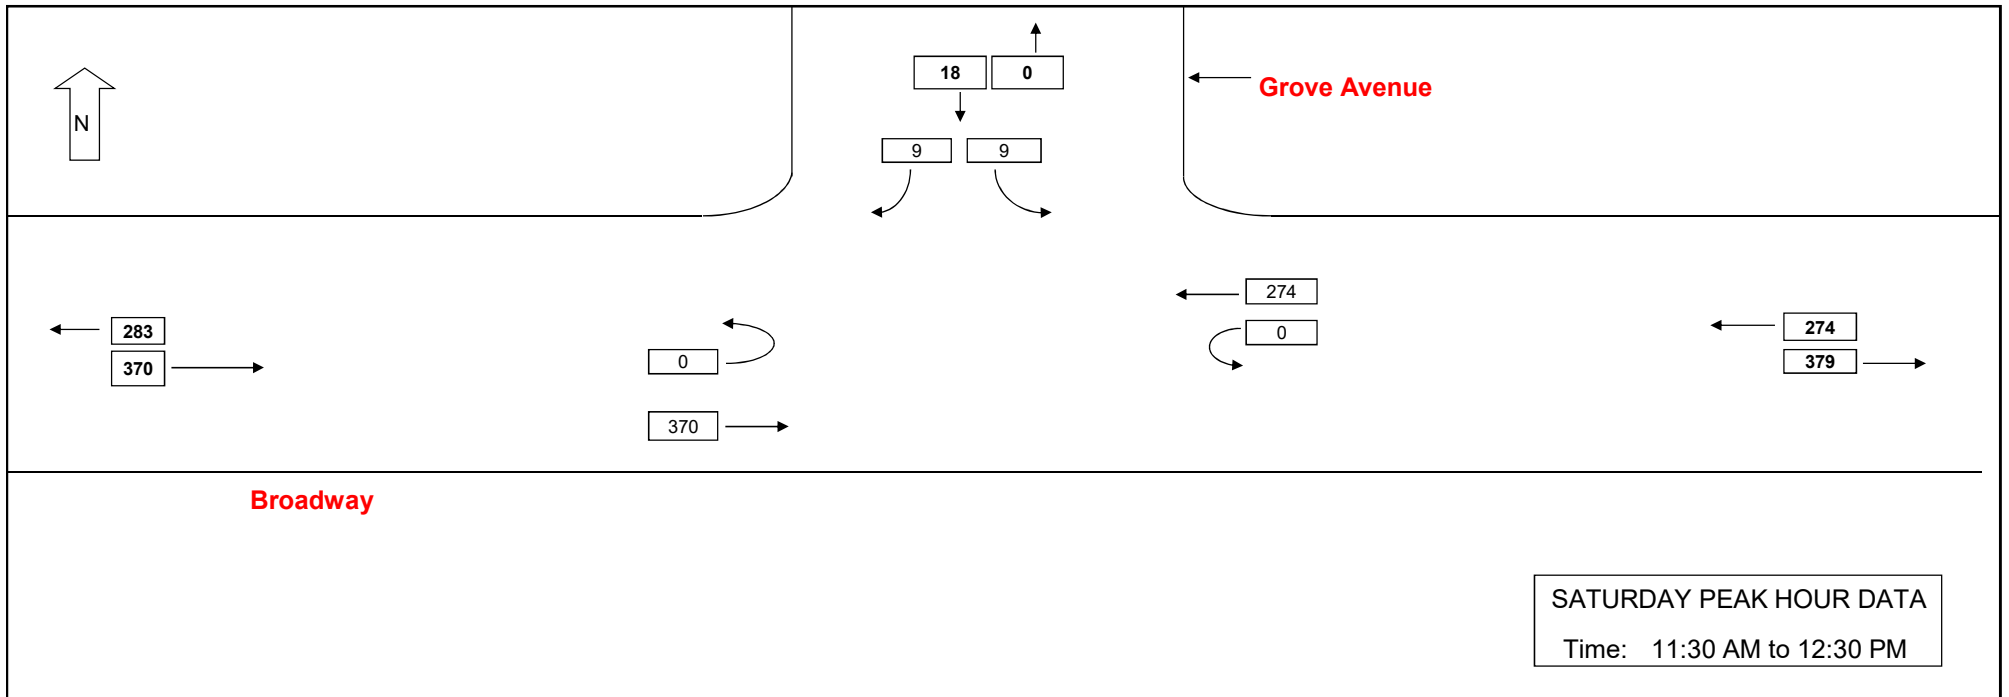 18 0
Grove Avenue
N
9 9
274
283
274
0
370
0
379
370
Broadway
SATURDAY PEAK HOUR DATA
Time: 11:30 AM to 12:30 PM